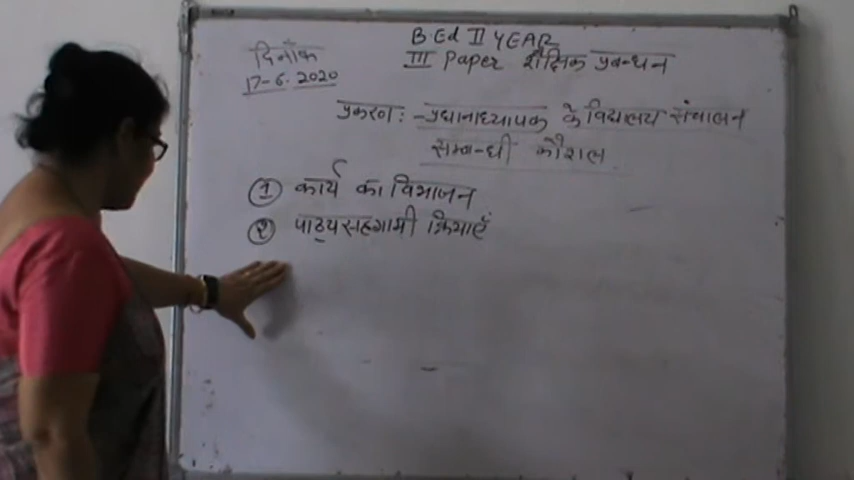 B.Ed II YEAR
दिनाँक
III Paper शैक्षिक प्रबन्धन
17-6.2020
प्रकरण: - प्रधानाध्यापक के विद्यालय संचालन
सम्बन्धी कौशल
① कार्य का विभाजन
② पाठ्यसहगामी क्रियाएँ